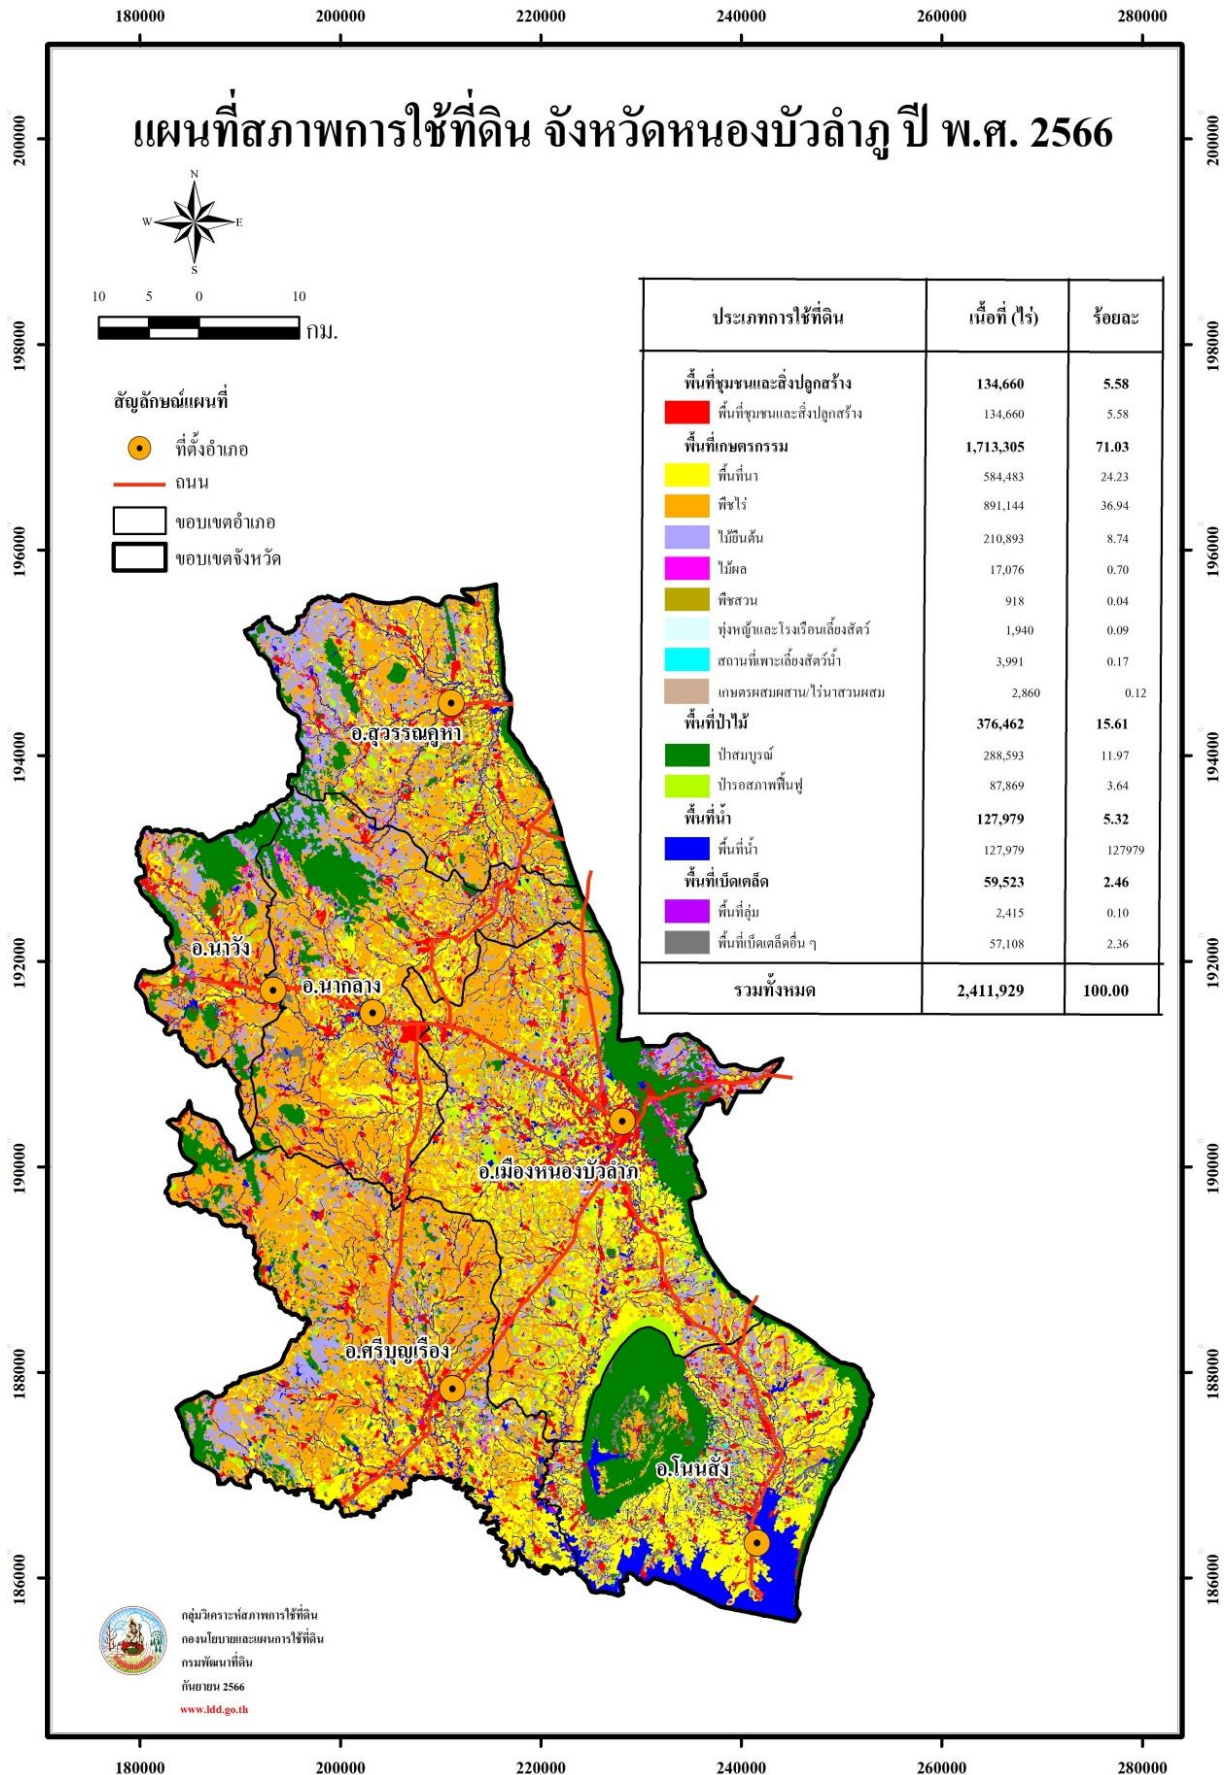 180000 200000 220000 240000 260000 280000
แผนที่สภาพการใช้ที่ดิน จังหวัดหนองบัวลำภู ปี พ.ศ. 2566
N
W E
S
10 5 0 10
กม.
สัญลักษณ์แผนที่
ที่ตั้งอำเภอ
ถนน
ขอบเขตอำเภอ
ขอบเขตจังหวัด
ประเภทการใช้ที่ดิน เนื้อที่ (ไร่) ร้อยละ
พื้นที่ชุมชนและสิ่งปลูกสร้าง 134,660 5.58
พื้นที่ชุมชนและสิ่งปลูกสร้าง 134,660 5.58
พื้นที่เกษตรกรรม 1,713,305 71.03
พื้นที่นา 584,483 24.23
พืชไร่ 891,144 36.94
ไม้ยืนต้น 210,893 8.74
ไม้ผล 17,076 0.70
พืชสวน 918 0.04
ทุ่งหญ้าและโรงเรือนเลี้ยงสัตว์ 1,940 0.09
สถานที่เพาะเลี้ยงสัตว์น้ำ 3,991 0.17
เกษตรผสมผสาน/ไร่นาสวนผสม 2,860 0.12
พื้นที่ป่าไม้ 376,462 15.61
ป่าสมบูรณ์ 288,593 11.97
ป่ารอสภาพฟื้นฟู 87,869 3.64
พื้นที่น้ำ 127,979 5.32
พื้นที่น้ำ 127,979 127979
พื้นที่เบ็ดเตล็ด 59,523 2.46
พื้นที่ลุ่ม 2,415 0.10
พื้นที่เบ็ดเตล็ดอื่น ๆ 57,108 2.36
รวมทั้งหมด 2,411,929 100.00
อ.สุวรรณคูหา
อ.นาวัง
อ.นากลาง
อ.เมืองหนองบัวลำภ
อ.ศรีบุญเรือง
อ.โนนสัง
200000 200000
198000 198000
196000 196000
194000 194000
192000 192000
190000 190000
188000 188000
186000 186000
กลุ่มวิเคราะห์สภาพการใช้ที่ดิน
กองนโยบายและแผนการใช้ที่ดิน
กรมพัฒนาที่ดิน
กันยายน 2566
www.ldd.go.th
180000 200000 220000 240000 260000 280000